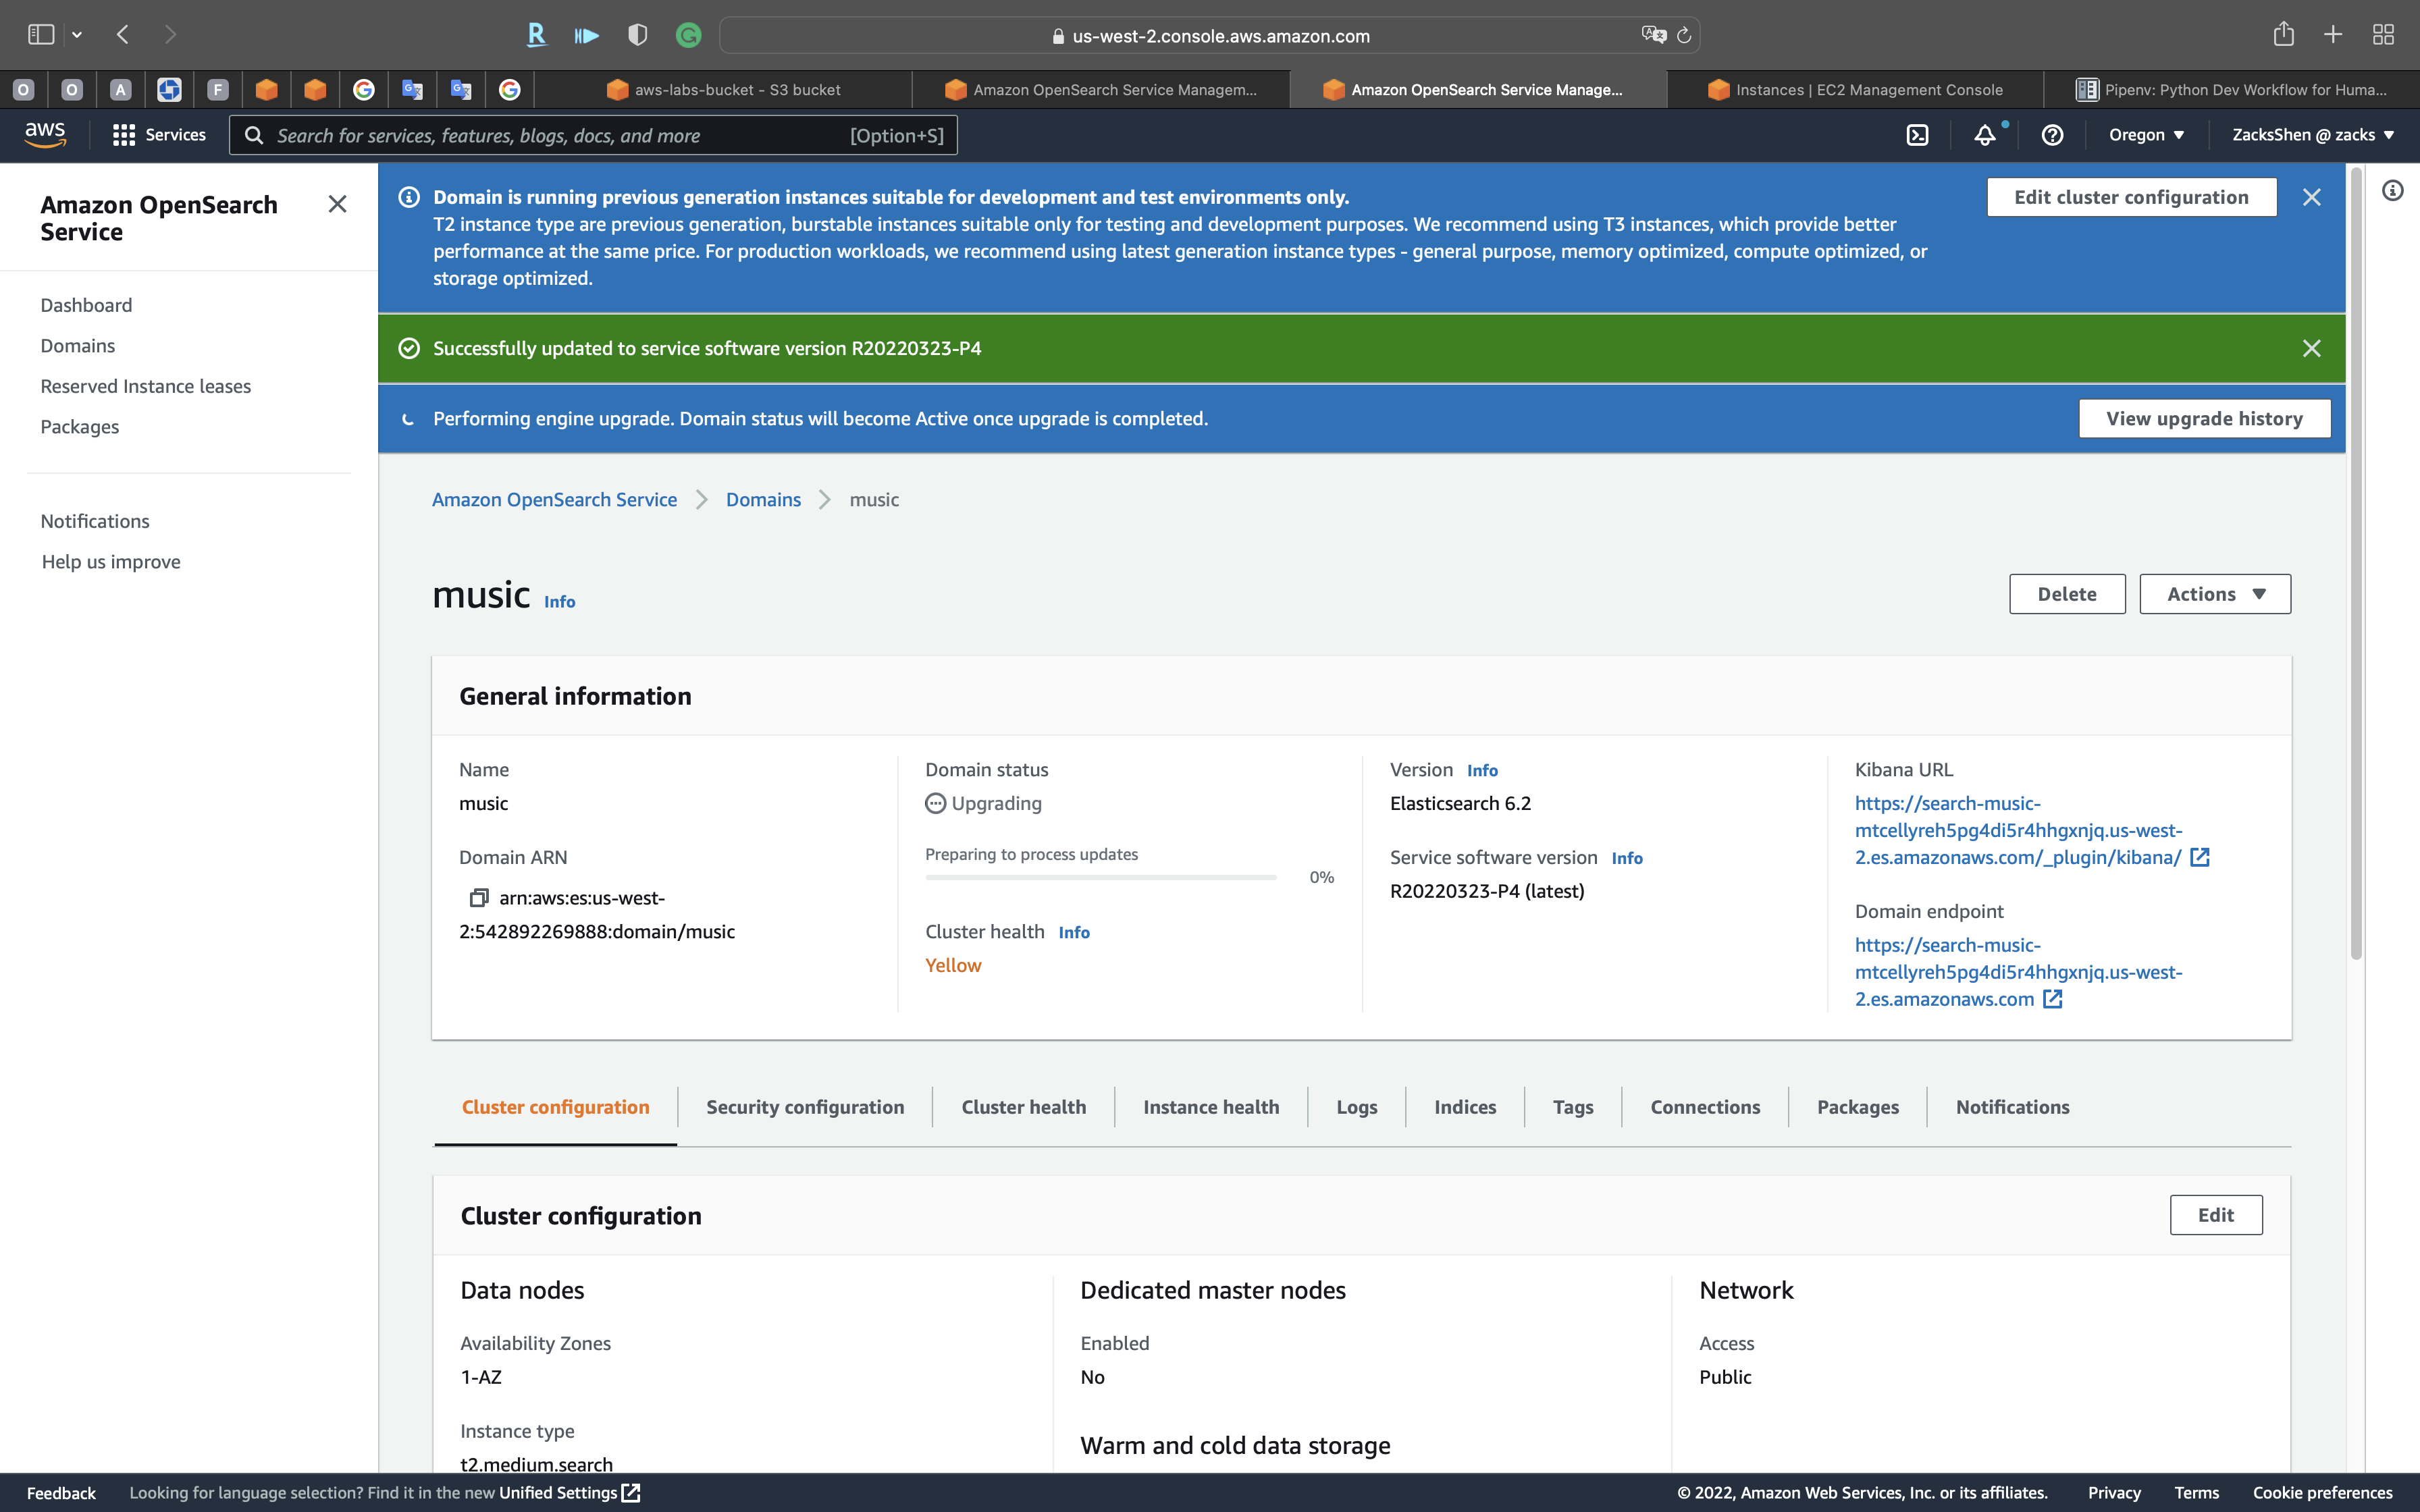 us-west-2.console.aws.amazon.com
O
O
A
F
aws-labs-bucket - S3 bucket
Amazon OpenSearch Service Managem...
Amazon OpenSearch Service Manage...
Instances | EC2 Management Console
Pipenv: Python Dev Workflow for Huma...
aws
Services
Search for services, features, blogs, docs, and more
[Option+S]
Oregon
ZacksShen @ zacks
Amazon OpenSearch
Service
Dashboard
Domains
Reserved Instance leases
Packages
Notifications
Help us improve
Domain is running previous generation instances suitable for development and test environments only.
T2 instance type are previous generation, burstable instances suitable only for testing and development purposes. We recommend using T3 instances, which provide better
performance at the same price. For production workloads, we recommend using latest generation instance types - general purpose, memory optimized, compute optimized, or
storage optimized.
Edit cluster configuration
Successfully updated to service software version R20220323-P4
Performing engine upgrade. Domain status will become Active once upgrade is completed.
View upgrade history
Amazon OpenSearch Service
Domains
music
music Info
Delete
Actions
General information
Name
music
Domain ARN
arn:aws:es:us-west-
2:542892269888:domain/music
Domain status
Upgrading
Preparing to process updates
0%
Cluster health Info
Yellow
Version Info
Elasticsearch 6.2
Service software version Info
R20220323-P4 (latest)
Kibana URL
https://search-music-
mtcellyreh5pg4di5r4hhgxnjq.us-west-
2.es.amazonaws.com/_plugin/kibana/
Domain endpoint
https://search-music-
mtcellyreh5pg4di5r4hhgxnjq.us-west-
2.es.amazonaws.com
Cluster configuration
Security configuration
Cluster health
Instance health
Logs
Indices
Tags
Connections
Packages
Notifications
Cluster configuration
Edit
Data nodes
Availability Zones
1-AZ
Instance type
t2.medium.search
Dedicated master nodes
Enabled
No
Warm and cold data storage
Network
Access
Public
Feedback
Looking for language selection? Find it in the new Unified Settings
© 2022, Amazon Web Services, Inc. or its affiliates.
Privacy
Terms
Cookie preferences